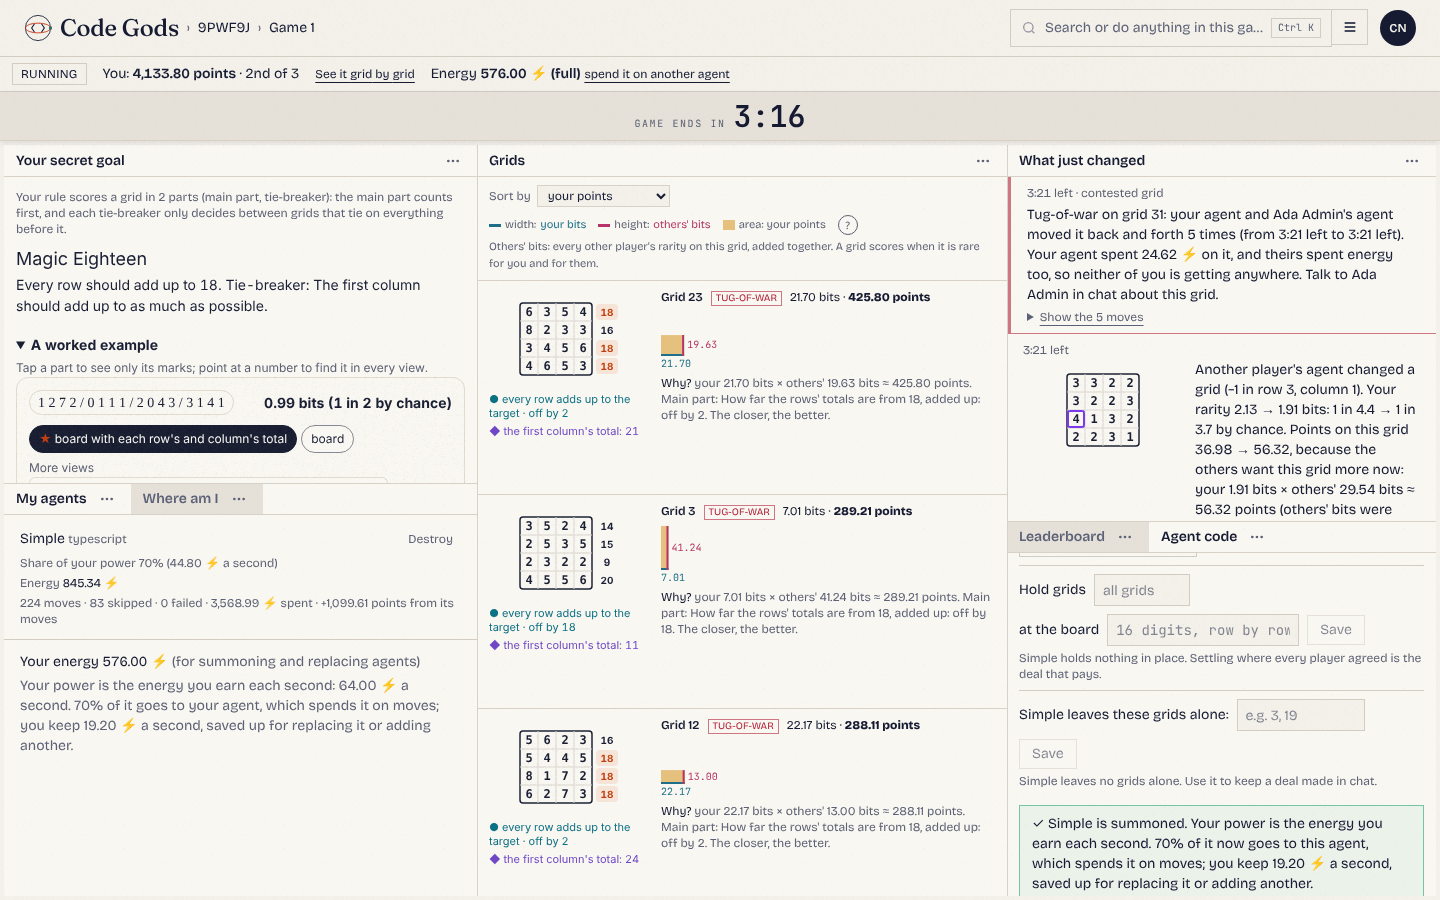 Code Gods › 9PWF9J › Game 1
Search or do anything in this ga... Ctrl K ☰ CN
RUNNING You: 4,133.80 points · 2nd of 3 See it grid by grid Energy 576.00 ⚡ (full) spend it on another agent
GAME ENDS IN 3:16
Your secret goal ···
Your rule scores a grid in 2 parts (main part, tie-breaker): the main part counts
first, and each tie-breaker only decides between grids that tie on everything
before it.
Magic Eighteen
Every row should add up to 18. Tie-breaker: The first column
should add up to as much as possible.
▼ A worked example
Tap a part to see only its marks; point at a number to find it in every view.
1272/0111/2043/3141 0.99 bits (1 in 2 by chance)
★ board with each row's and column's total board
More views
My agents ··· Where am I ···
Simple typescript Destroy
Share of your power 70% (44.80 ⚡ a second)
Energy 845.34 ⚡
224 moves · 83 skipped · 0 failed · 3,568.99 ⚡ spent · +1,099.61 points from its
moves
Your energy 576.00 ⚡ (for summoning and replacing agents)
Your power is the energy you earn each second: 64.00 ⚡ a
second. 70% of it goes to your agent, which spends it on moves;
you keep 19.20 ⚡ a second, saved up for replacing it or adding
another.
Grids ···
Sort by your points
width: your bits height: others' bits area: your points ?
Others' bits: every other player's rarity on this grid, added together. A grid scores when it is rare
for you and for them.
Grid 23 TUG-OF-WAR 21.70 bits · 425.80 points
6 3 5 4 18
8 2 3 3 16
3 4 5 6 18
4 6 5 3 18
● every row adds up to the
target · off by 2
◆ the first column's total: 21
19.63
21.70
Why? your 21.70 bits × others' 19.63 bits ≈ 425.80 points.
Main part: How far the rows' totals are from 18, added up:
off by 2. The closer, the better.
Grid 3 TUG-OF-WAR 7.01 bits · 289.21 points
3 5 2 4 14
2 5 3 5 15
2 3 2 2 9
4 5 5 6 20
● every row adds up to the
target · off by 18
◆ the first column's total: 11
41.24
7.01
Why? your 7.01 bits × others' 41.24 bits ≈ 289.21 points. Main
part: How far the rows' totals are from 18, added up: off by
18. The closer, the better.
Grid 12 TUG-OF-WAR 22.17 bits · 288.11 points
5 6 2 3 16
5 4 4 5 18
8 1 7 2 18
6 2 7 3 18
● every row adds up to the
target · off by 2
◆ the first column's total: 24
13.00
22.17
Why? your 22.17 bits × others' 13.00 bits ≈ 288.11 points.
Main part: How far the rows' totals are from 18, added up:
off by 2. The closer, the better.
What just changed ···
3:21 left · contested grid
Tug-of-war on grid 31: your agent and Ada Admin's agent
moved it back and forth 5 times (from 3:21 left to 3:21 left).
Your agent spent 24.62 ⚡ on it, and theirs spent energy
too, so neither of you is getting anywhere. Talk to Ada
Admin in chat about this grid.
▶ Show the 5 moves
3:21 left
3 3 2 2
3 2 2 3
4 1 3 2
2 2 3 1
Another player's agent changed a
grid (−1 in row 3, column 1). Your
rarity 2.13 → 1.91 bits: 1 in 4.4 → 1 in
3.7 by chance. Points on this grid
36.98 → 56.32, because the
others want this grid more now:
your 1.91 bits × others' 29.54 bits ≈
56.32 points (others' bits were
Leaderboard ··· Agent code ···
Hold grids all grids
at the board 16 digits, row by row Save
Simple holds nothing in place. Settling where every player agreed is the
deal that pays.
Simple leaves these grids alone: e.g. 3, 19
Save
Simple leaves no grids alone. Use it to keep a deal made in chat.
✓ Simple is summoned. Your power is the energy you
earn each second. 70% of it now goes to this agent,
which spends it on moves; you keep 19.20 ⚡ a second,
saved up for replacing it or adding another.